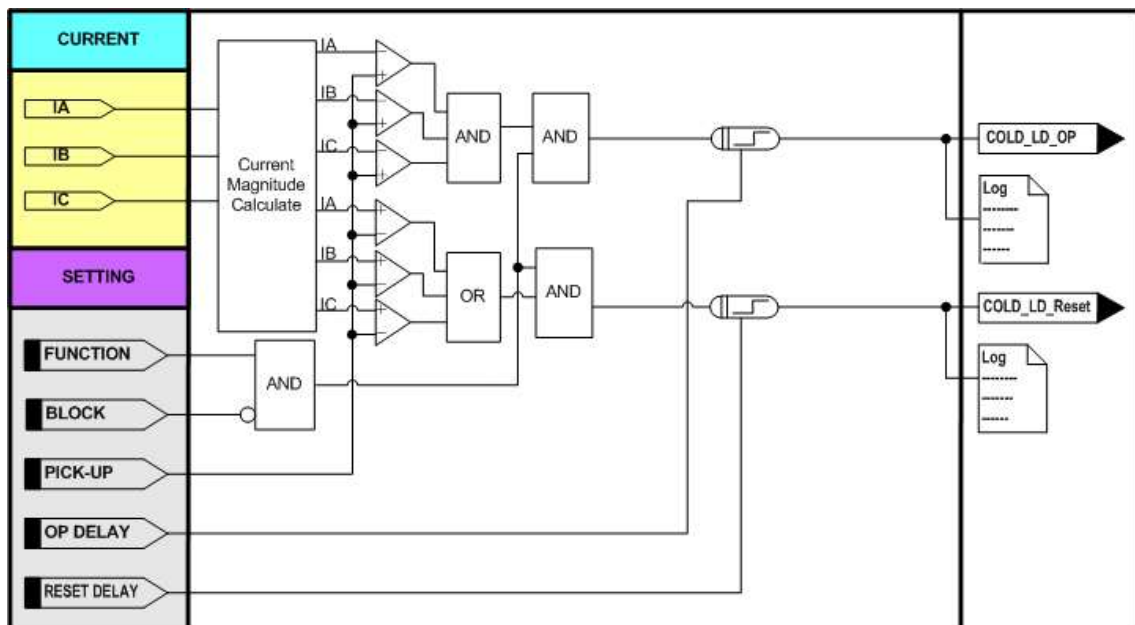 CURRENT
IA
IB
IC
SETTING
FUNCTION
BLOCK
PICK-UP
OP DELAY
RESET DELAY
Current
Magnitude
Calculate
IA
IB
IC
IA
IB
IC
AND
AND
OR
AND
AND
COLD_LD_OP
Log
COLD_LD_Reset
Log